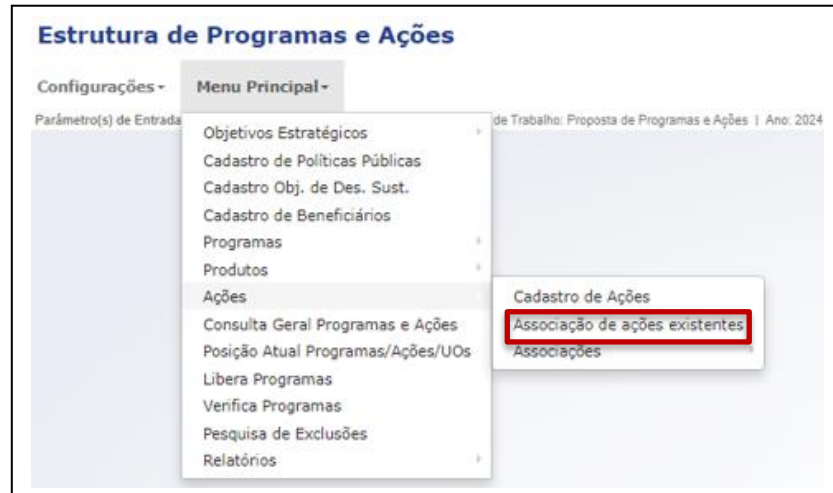 Estrutura de Programas e Ações
Configurações Menu Principal
Parâmetro(s) de Entrada de Trabalho: Proposta de Programas e Ações | Ano: 2024
Objetivos Estratégicos
Cadastro de Políticas Públicas
Cadastro Obj. de Des. Sust.
Cadastro de Beneficiários
Programas
Produtos
Ações
Cadastro de Ações
Consulta Geral Programas e Ações
Associação de ações existentes
Posição Atual Programas/Ações/UOs
Associações
Libera Programas
Verifica Programas
Pesquisa de Exclusões
Relatórios